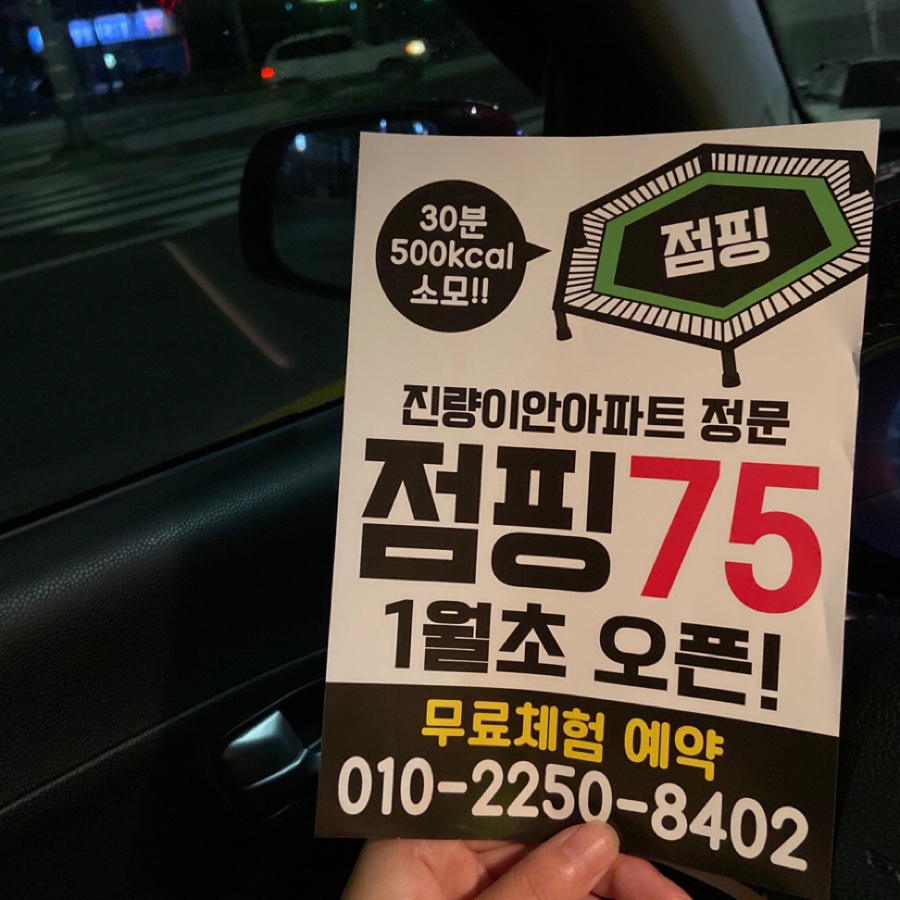 30분
500kcal
소모!!
점핑
진량이안아파트 정문
점핑75
1월초 오픈!
무료체험 예약
010-2250-8402